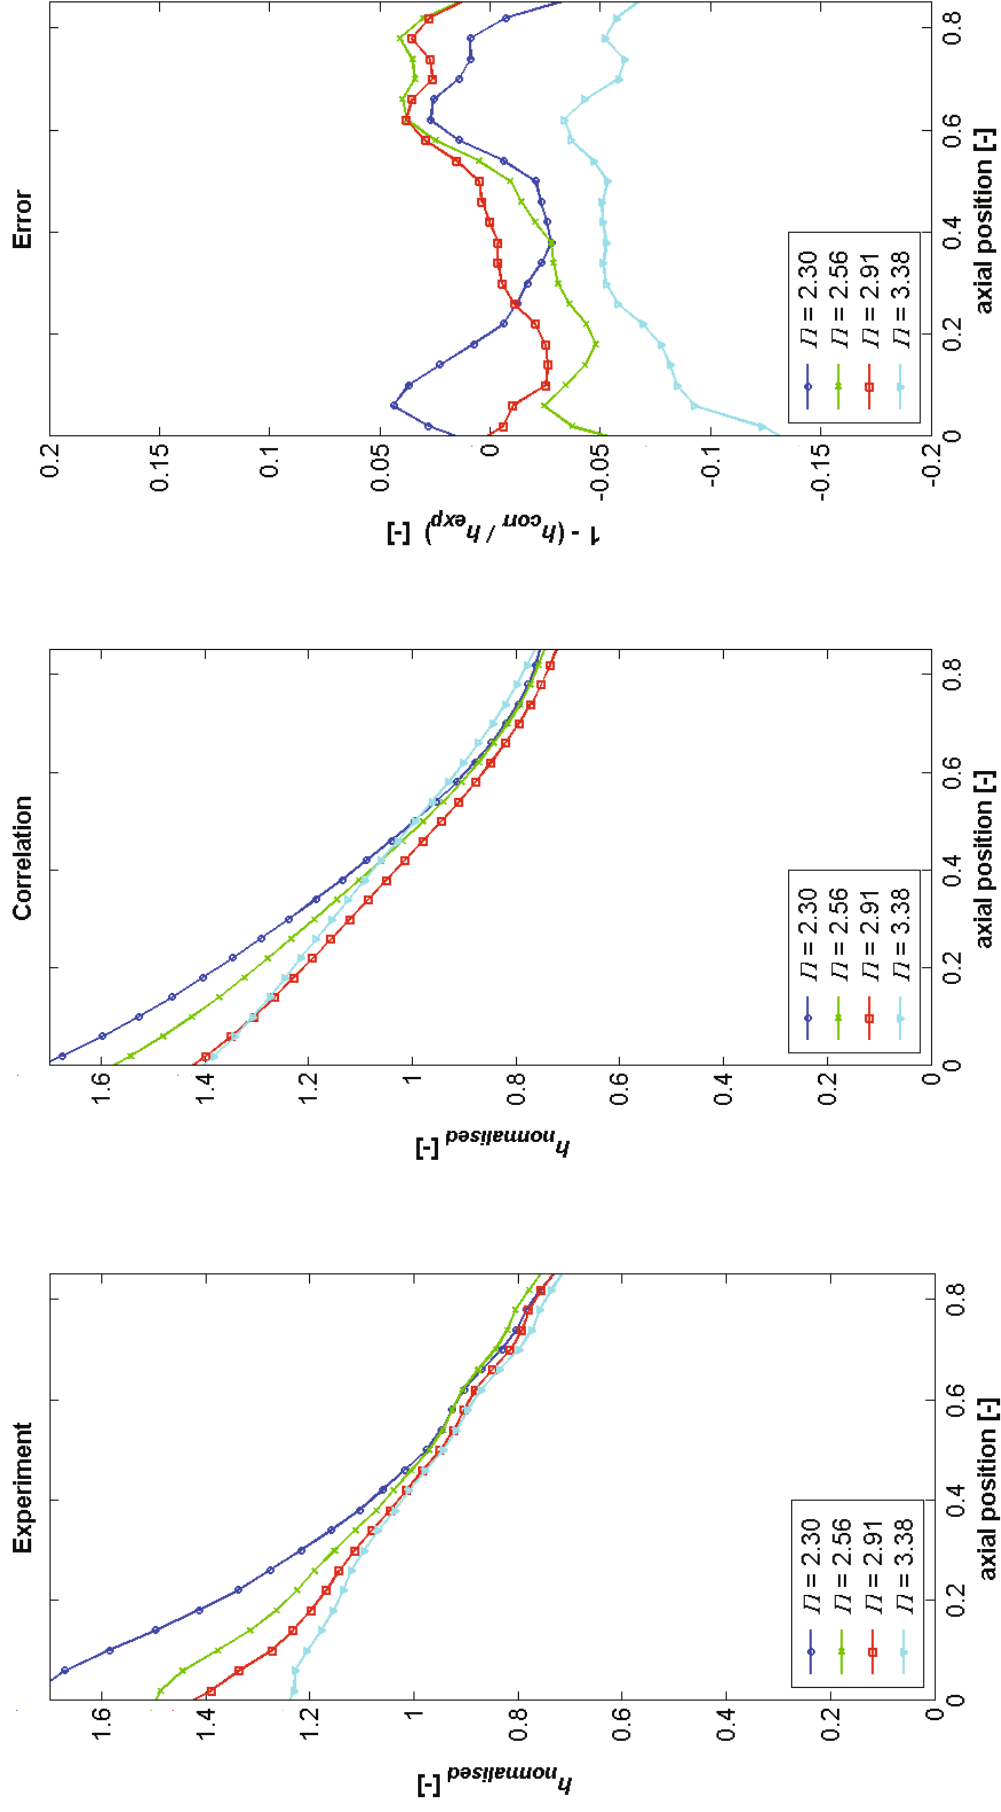 Experiment
h_normalised [-]
1.6
1.4
1.2
1
0.8
0.6
0.4
0.2
0
0 0.2 0.4 0.6 0.8
axial position [-]
Π = 2.30
Π = 2.56
Π = 2.91
Π = 3.38
Correlation
h_normalised [-]
1.6
1.4
1.2
1
0.8
0.6
0.4
0.2
0
0 0.2 0.4 0.6 0.8
axial position [-]
Π = 2.30
Π = 2.56
Π = 2.91
Π = 3.38
Error
1 - (h_corr / h_exp) [-]
0.2
0.15
0.1
0.05
0
-0.05
-0.1
-0.15
-0.2
0 0.2 0.4 0.6 0.8
axial position [-]
Π = 2.30
Π = 2.56
Π = 2.91
Π = 3.38